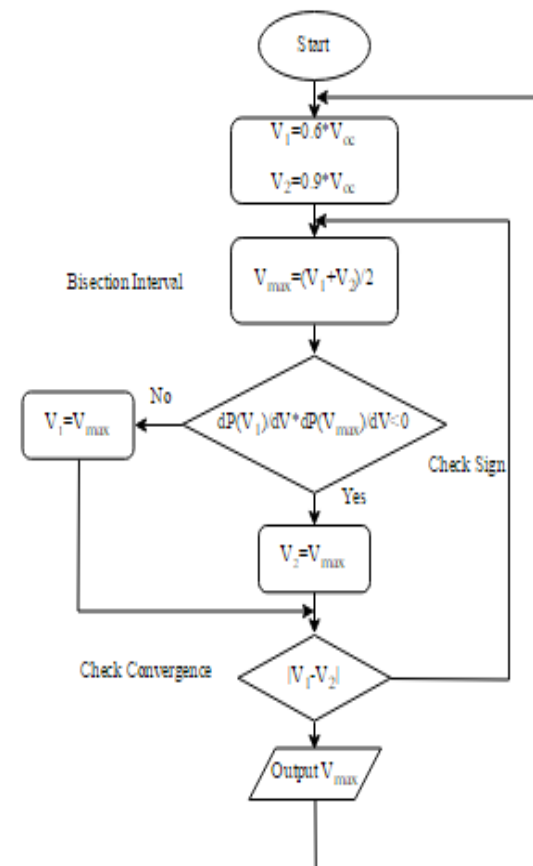 Start
V₁=0.6*Vₒc
V₂=0.9*Vₒc
Bisection Interval
Vmax=(V₁+V₂)/2
No
V₁=Vmax
dP(V₁)/dV*dP(Vmax)/dV<0
Check Sign
Yes
V₂=Vmax
Check Convergence
|V₁-V₂|
Output Vmax